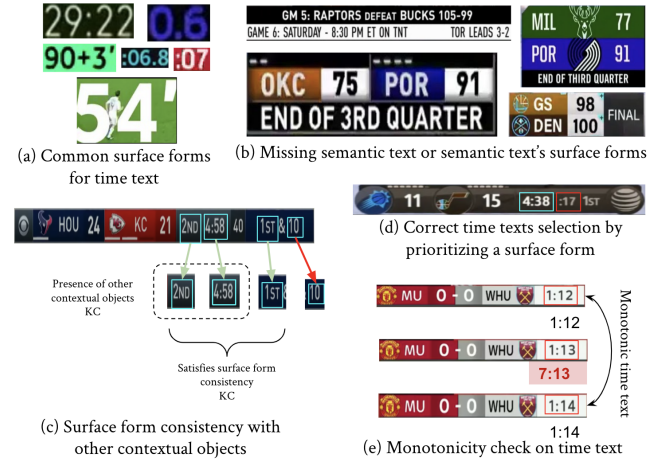 29:22
0.6
90+3'
:06.8
:07
54'
(a) Common surface forms
for time text
GM 5: RAPTORS DEFEAT BUCKS 105-99
GAME 6: SATURDAY - 8:30 PM ET ON TNT TOR LEADS 3-2
OKC 75 POR 91
END OF 3RD QUARTER
MIL 77
POR 91
END OF THIRD QUARTER
GS 98
DEN 100
FINAL
(b) Missing semantic text or semantic text's surface forms
HOU 24 KC 21 2ND 4:58 40 1ST & 10
2ND 4:58 1ST & 10
Presence of other
contextual objects
KC
Satisfies surface form
consistency
KC
(c) Surface form consistency with
other contextual objects
11 15 4:38 :17 1ST
(d) Correct time texts selection by
prioritizing a surface form
MU 0 - 0 WHU 1:12
1:12
MU 0 - 0 WHU 1:13
7:13
MU 0 - 0 WHU 1:14
1:14
Monotonic time text
(e) Monotonicity check on time text